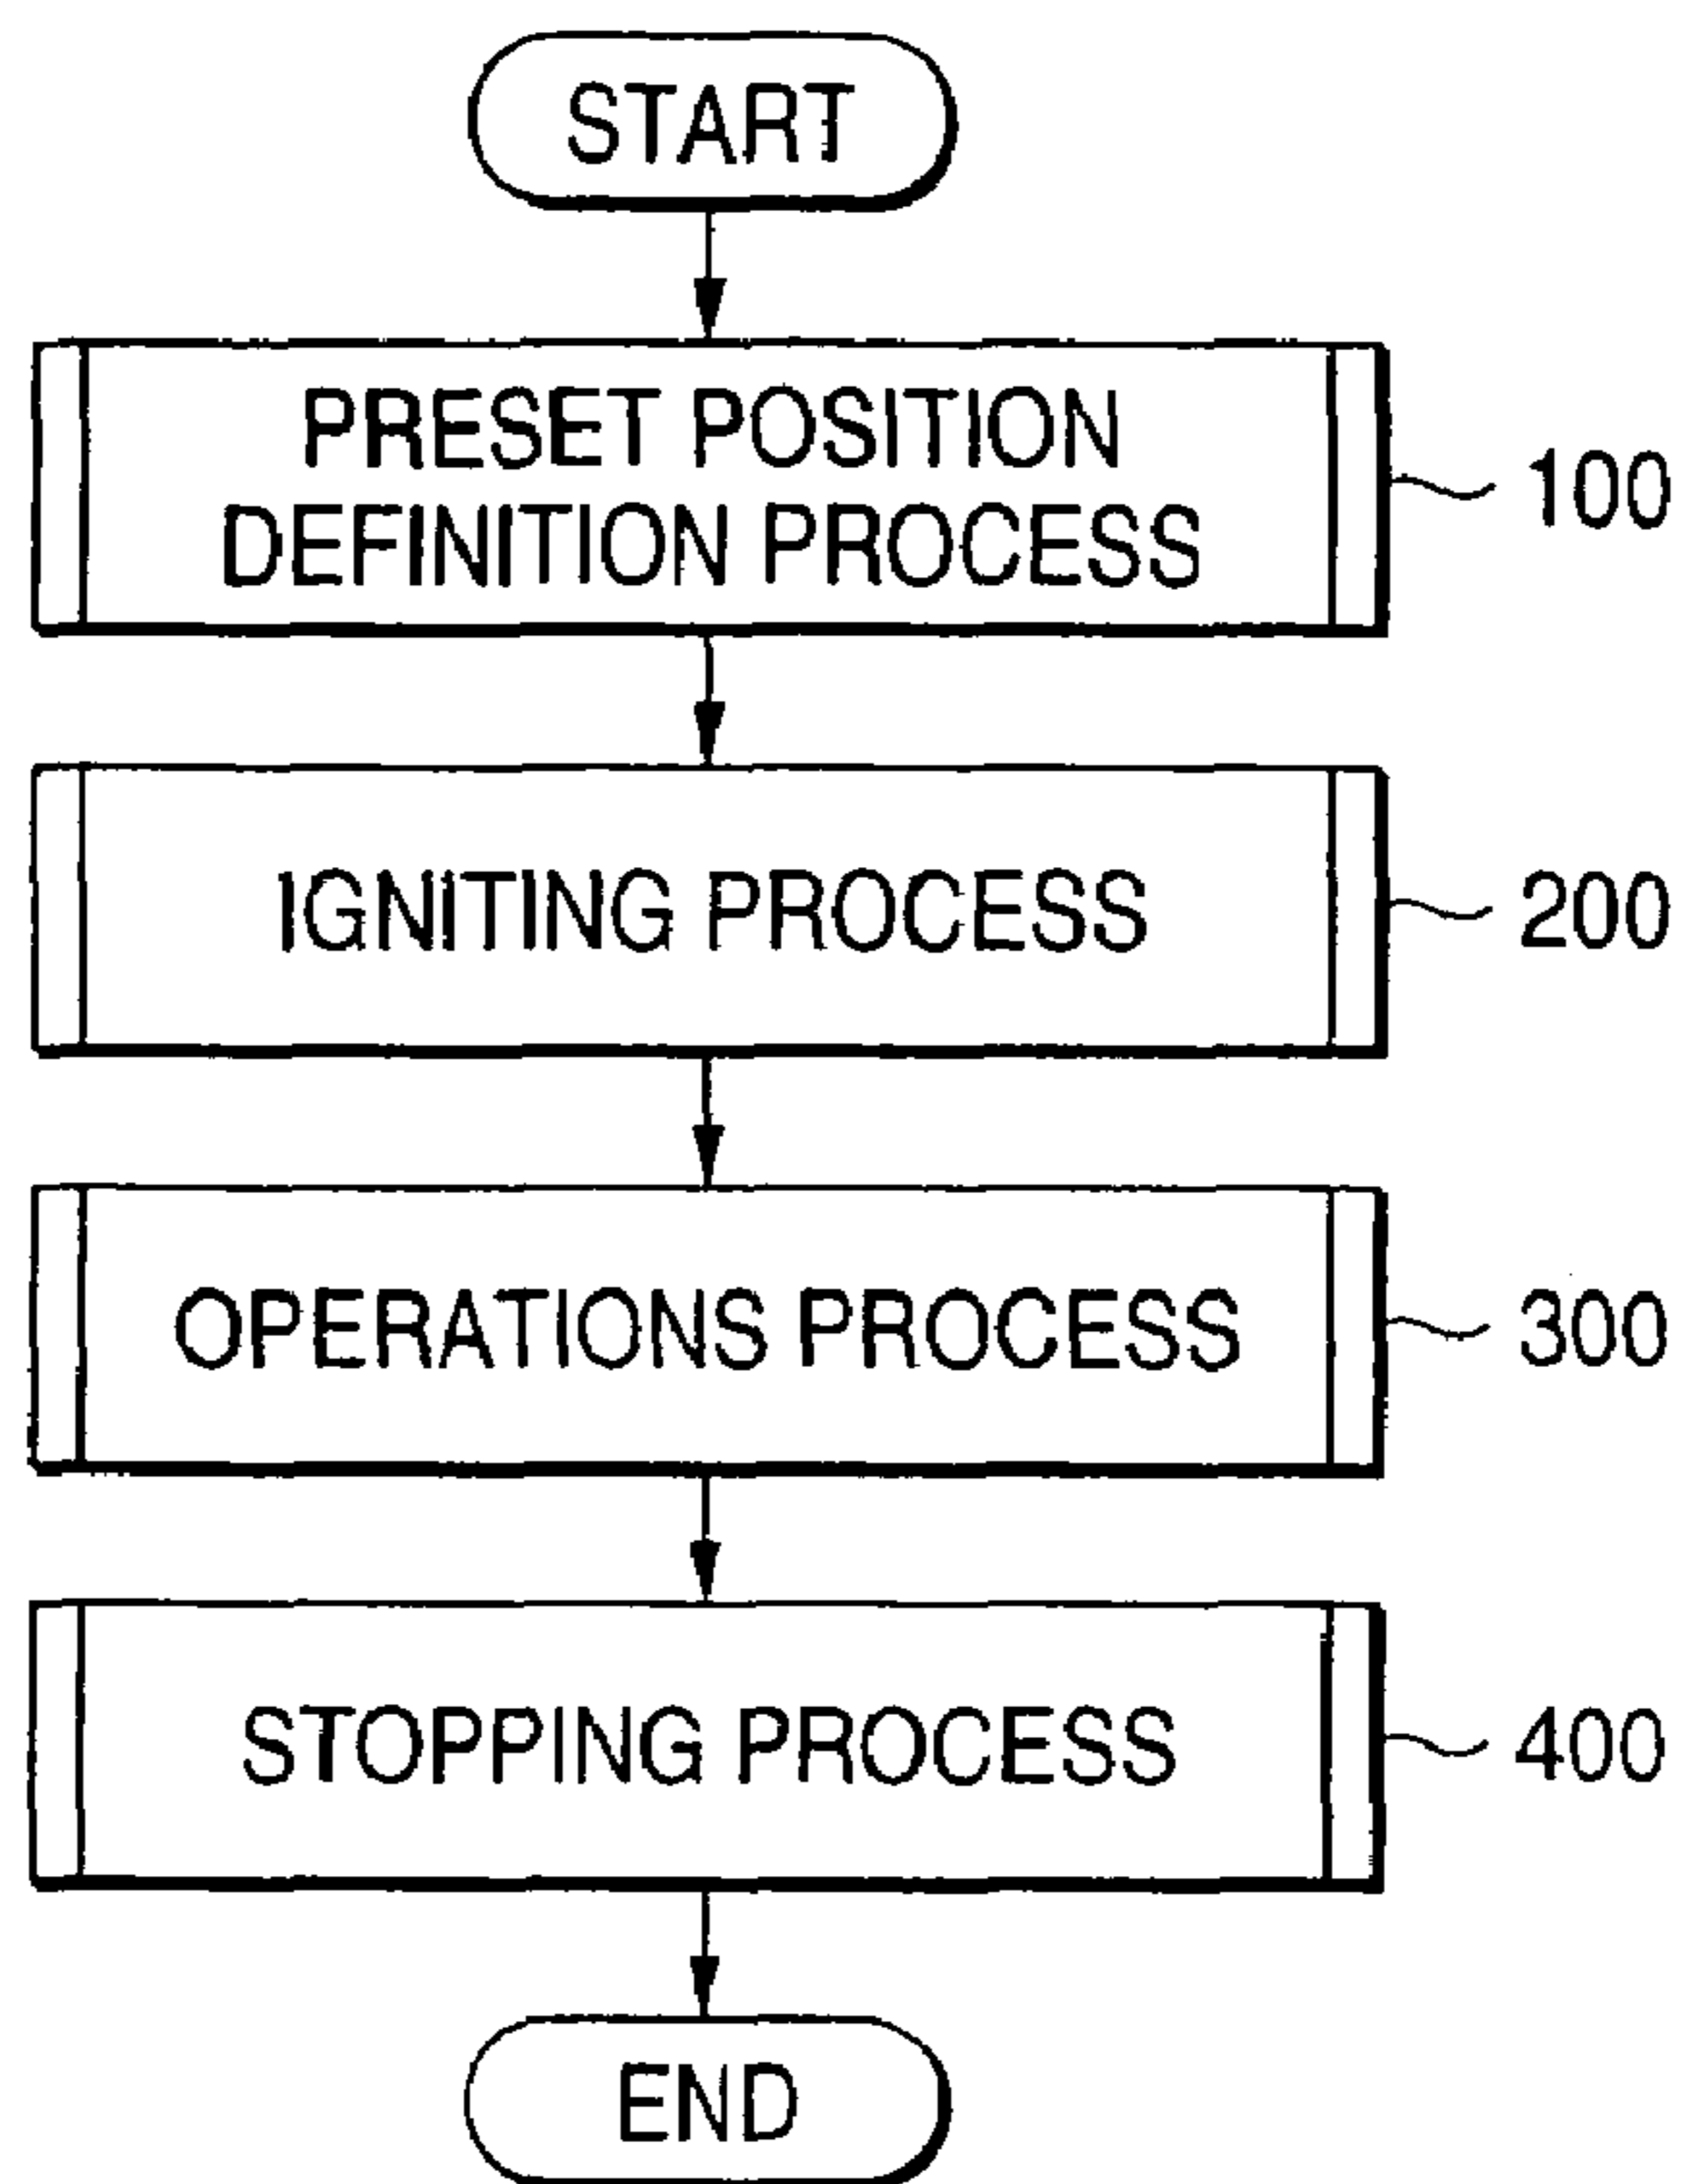 START
PRESET POSITION
DEFINITION PROCESS
100
IGNITING PROCESS
200
OPERATIONS PROCESS
300
STOPPING PROCESS
400
END